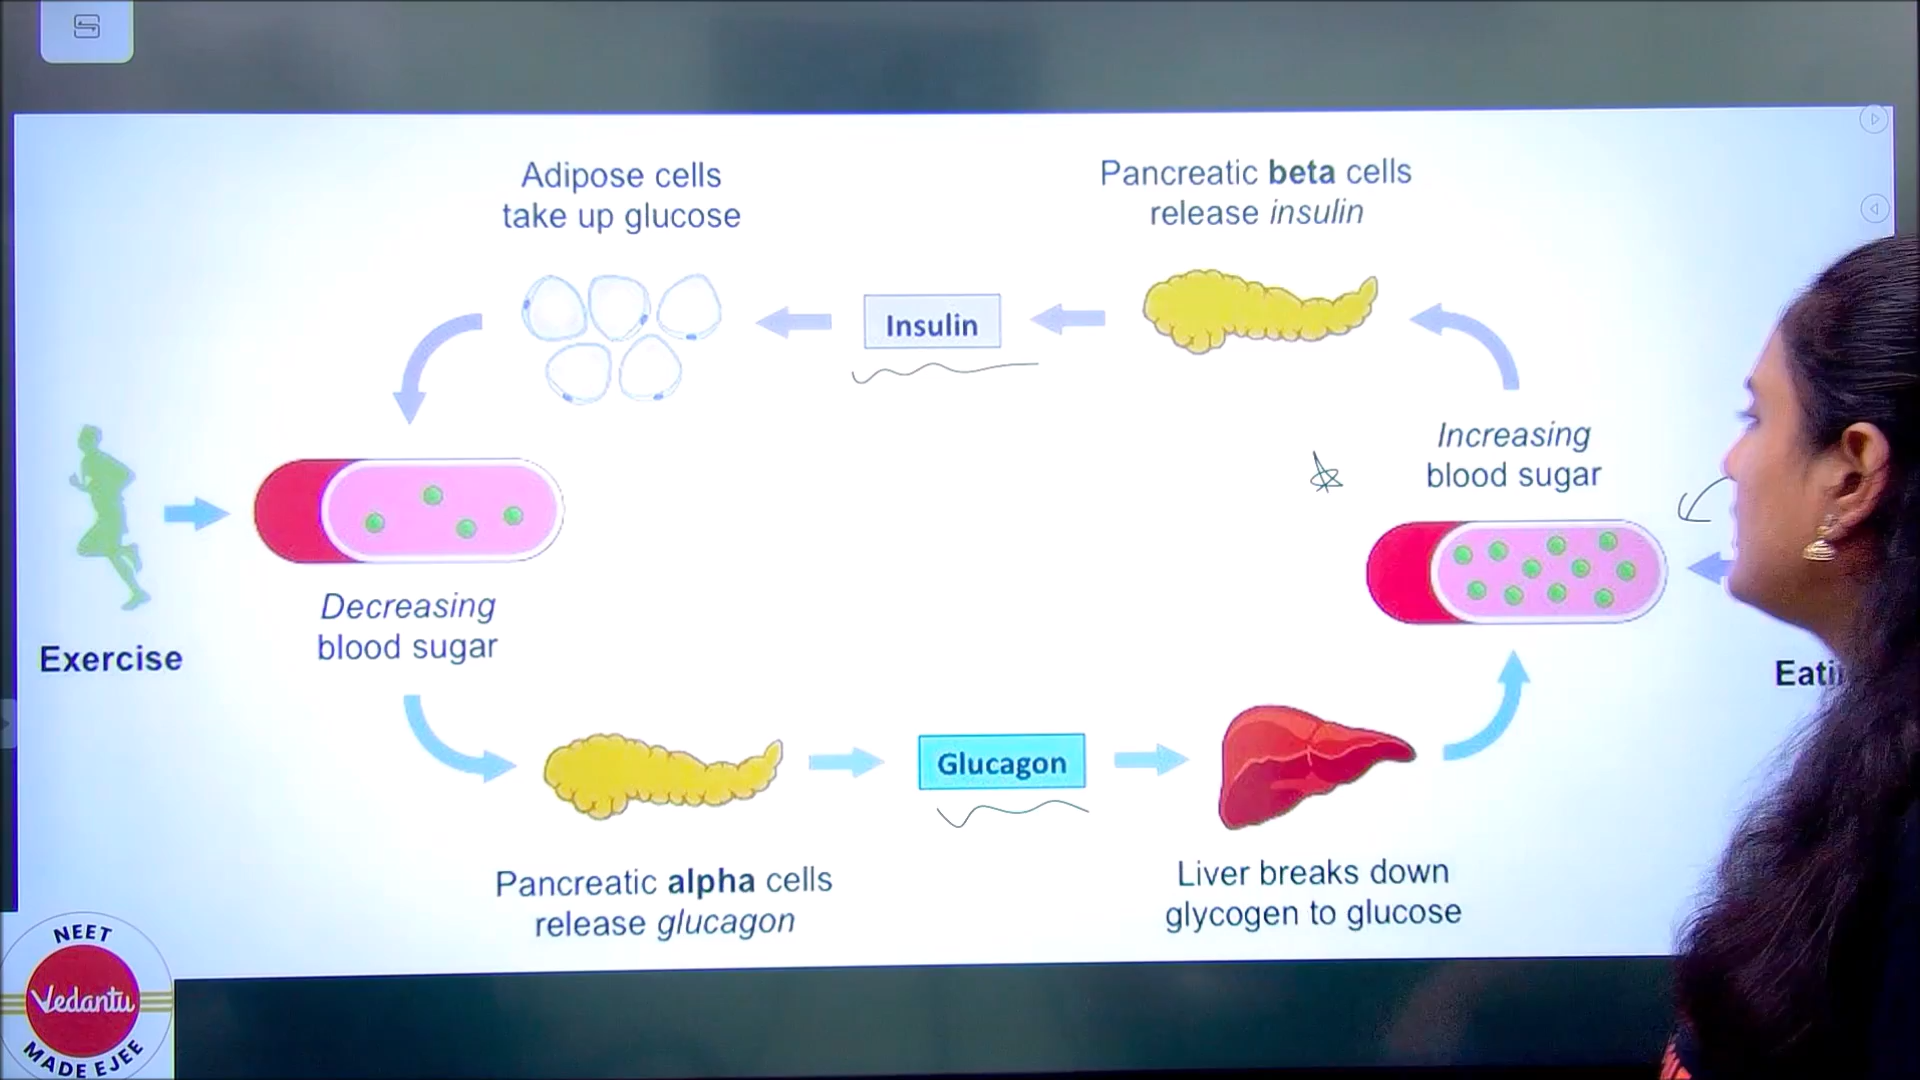 Adipose cells
take up glucose
Pancreatic beta cells
release insulin
Insulin
Increasing
blood sugar
Exercise
Decreasing
blood sugar
Glucagon
Pancreatic alpha cells
release glucagon
Liver breaks down
glycogen to glucose
NEET
Vedantu
MADE EJEE